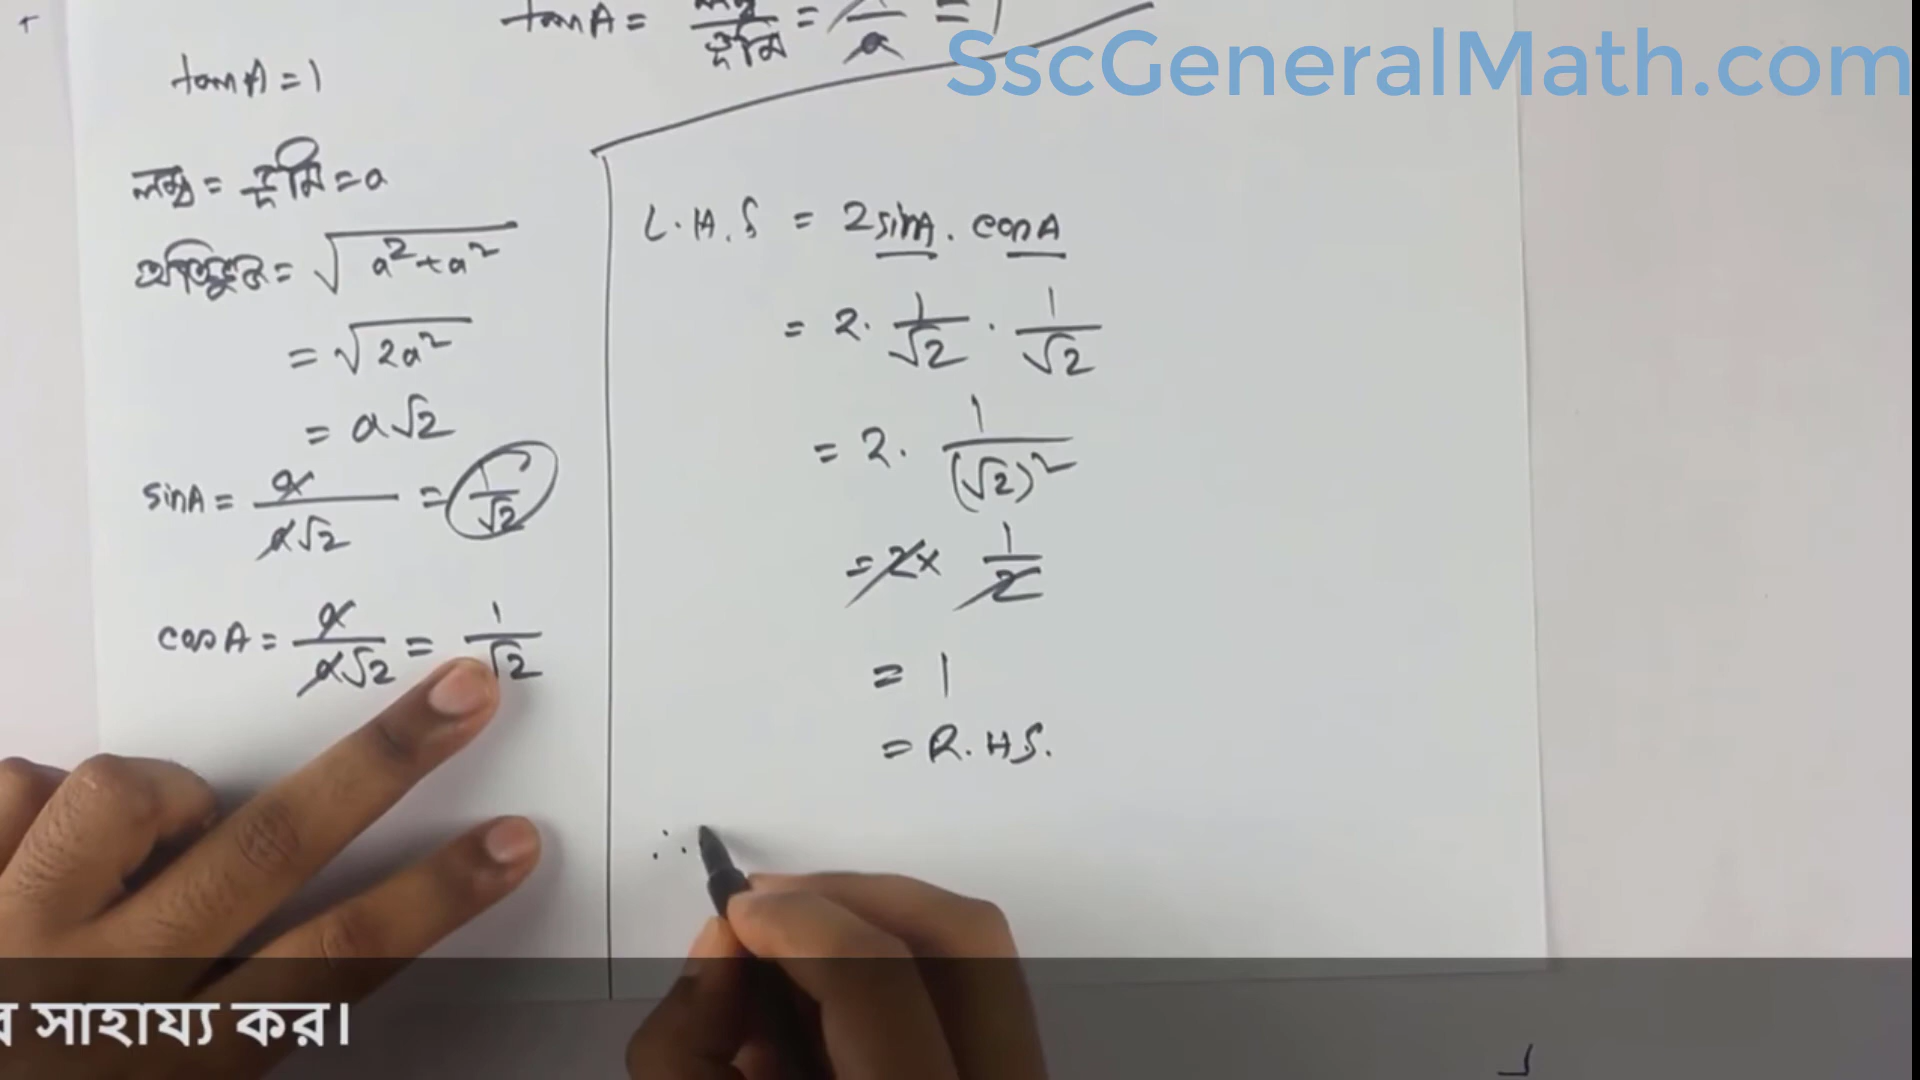 tanA = লম্ব/ভূমি = /a = 1
SscGeneralMath.com
tanA = 1
লম্ব = ভূমি = a
অতিভুজ = √(a² + a²)
= √(2a²)
= a√2
sinA = a/(a√2) = 1/√2
cosA = a/(a√2) = 1/√2
L.H.S = 2sinA . cosA
= 2 . 1/√2 . 1/√2
= 2 . 1/(√2)²
= 2 × 1/2
= 1
= R.H.S.
∴
সাহায্য কর।